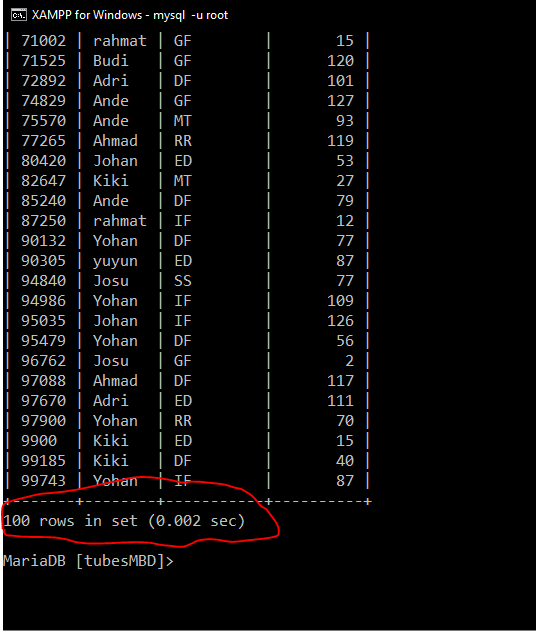 XAMPP for Windows - mysql -u root
| 71002 | rahmat | GF | 15 |
| 71525 | Budi | GF | 120 |
| 72892 | Adri | DF | 101 |
| 74829 | Ande | GF | 127 |
| 75570 | Ande | MT | 93 |
| 77265 | Ahmad | RR | 119 |
| 80420 | Johan | ED | 53 |
| 82647 | Kiki | MT | 27 |
| 85240 | Ande | DF | 79 |
| 87250 | rahmat | IF | 12 |
| 90132 | Yohan | DF | 77 |
| 90305 | yuyun | ED | 87 |
| 94840 | Josu | SS | 77 |
| 94986 | Yohan | IF | 109 |
| 95035 | Johan | IF | 126 |
| 95479 | Yohan | DF | 56 |
| 96762 | Josu | GF | 2 |
| 97088 | Ahmad | DF | 117 |
| 97670 | Adri | ED | 111 |
| 97900 | Yohan | RR | 70 |
| 9900 | Kiki | ED | 15 |
| 99185 | Kiki | DF | 40 |
| 99743 | Yohan | IF | 87 |
+-------+--------+----------+---------+
100 rows in set (0.002 sec)
MariaDB [tubesMBD]>